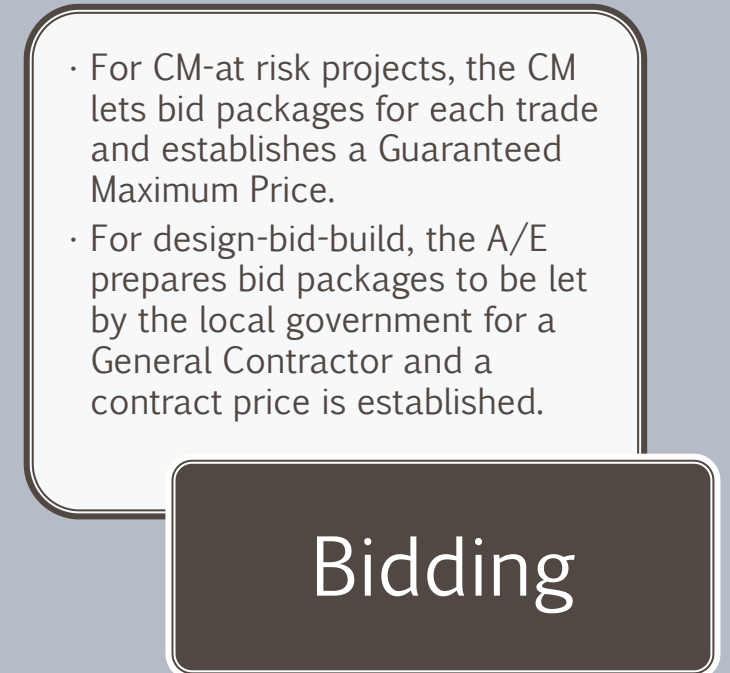 · For CM-at risk projects, the CM
lets bid packages for each trade
and establishes a Guaranteed
Maximum Price.
· For design-bid-build, the A/E
prepares bid packages to be let
by the local government for a
General Contractor and a
contract price is established.
Bidding